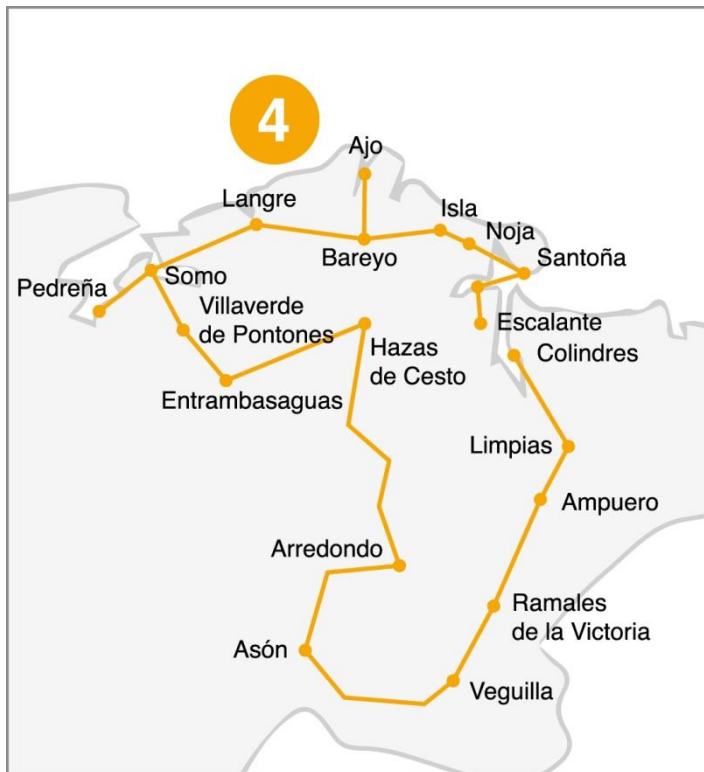 4
Ajo
Langre
Isla
Noja
Bareyo
Santoña
Somo
Pedreña
Villaverde
de Pontones
Escalante
Hazas
de Cesto
Colindres
Entrambasaguas
Limpias
Ampuero
Arredondo
Ramales
de la Victoria
Asón
Veguilla